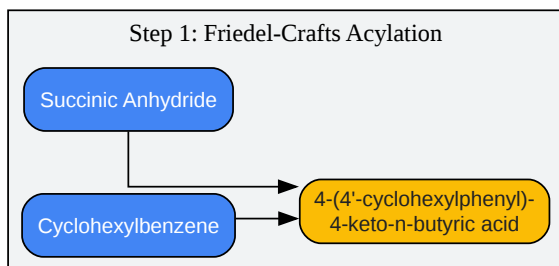 Step 1: Friedel-Crafts Acylation
Succinic Anhydride
Cyclohexylbenzene
4-(4'-cyclohexylphenyl)-
4-keto-n-butyric acid